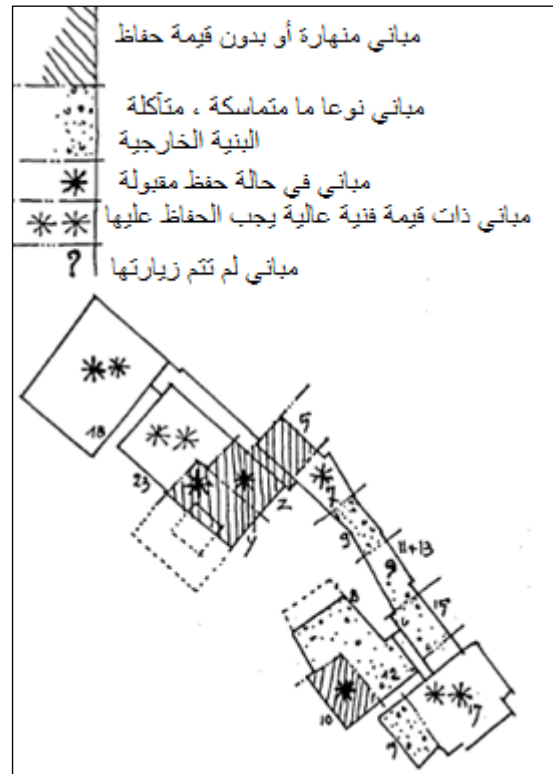 مباني منهارة أو بدون قيمة حفاظ
مباني نوعا ما متماسكة ، متآكلة
البنية الخارجية
مباني في حالة حفظ مقبولة
مباني ذات قيمة فنية عالية يجب الحفاظ عليها
?
مباني لم تتم زيارتها
18
23
5
2
7
9
11+13
15
8
12
10
17